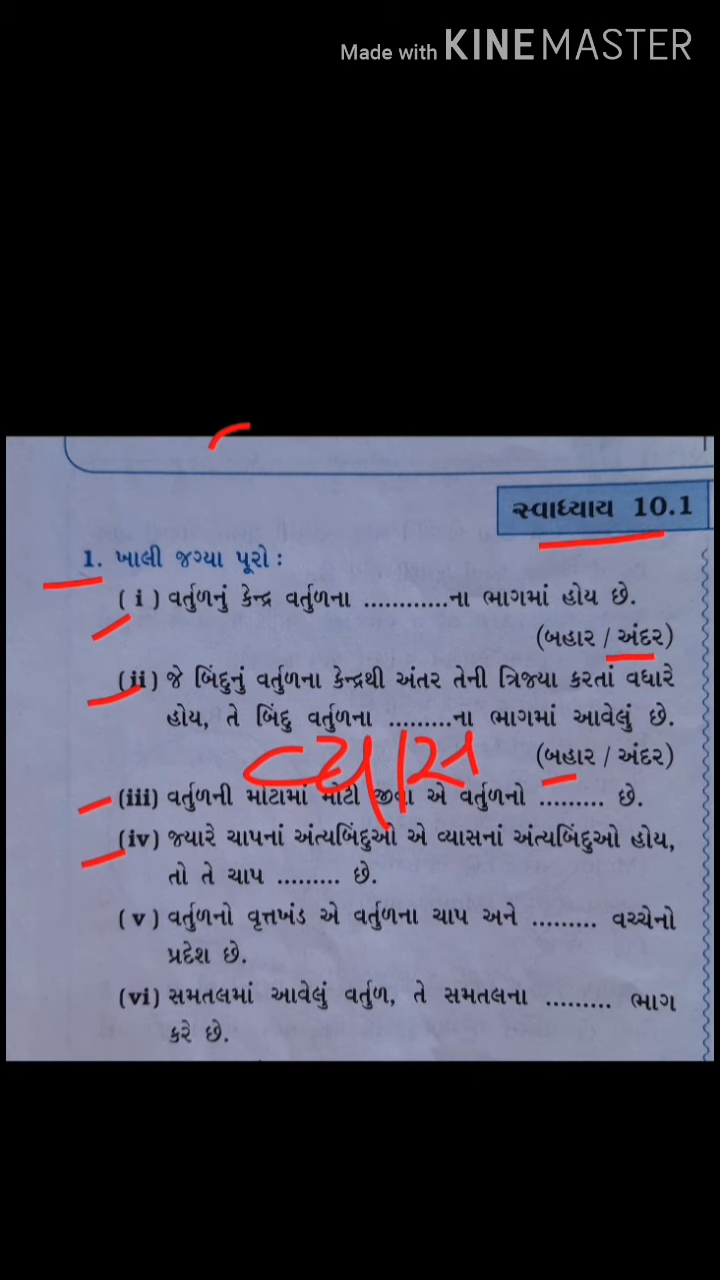 Made with KINEMASTER
સ્વાધ્યાય 10.1
1. ખાલી જગ્યા પૂરો :
( i ) વર્તુળનું કેન્દ્ર વર્તુળના ............ના ભાગમાં હોય છે.
(બહાર / અંદર)
(ii) જે બિંદુનું વર્તુળના કેન્દ્રથી અંતર તેની ત્રિજ્યા કરતાં વધારે
હોય, તે બિંદુ વર્તુળના .........ના ભાગમાં આવેલું છે.
(બહાર / અંદર)
વ્યાસ
(iii) વર્તુળની મોટામાં મોટી જીવા એ વર્તુળનો ......... છે.
(iv) જ્યારે ચાપનાં અંત્યબિંદુઓ એ વ્યાસનાં અંત્યબિંદુઓ હોય,
તો તે ચાપ ......... છે.
( v ) વર્તુળનો વૃત્તખંડ એ વર્તુળના ચાપ અને ......... વચ્ચેનો
પ્રદેશ છે.
(vi) સમતલમાં આવેલું વર્તુળ, તે સમતલના ......... ભાગ
કરે છે.